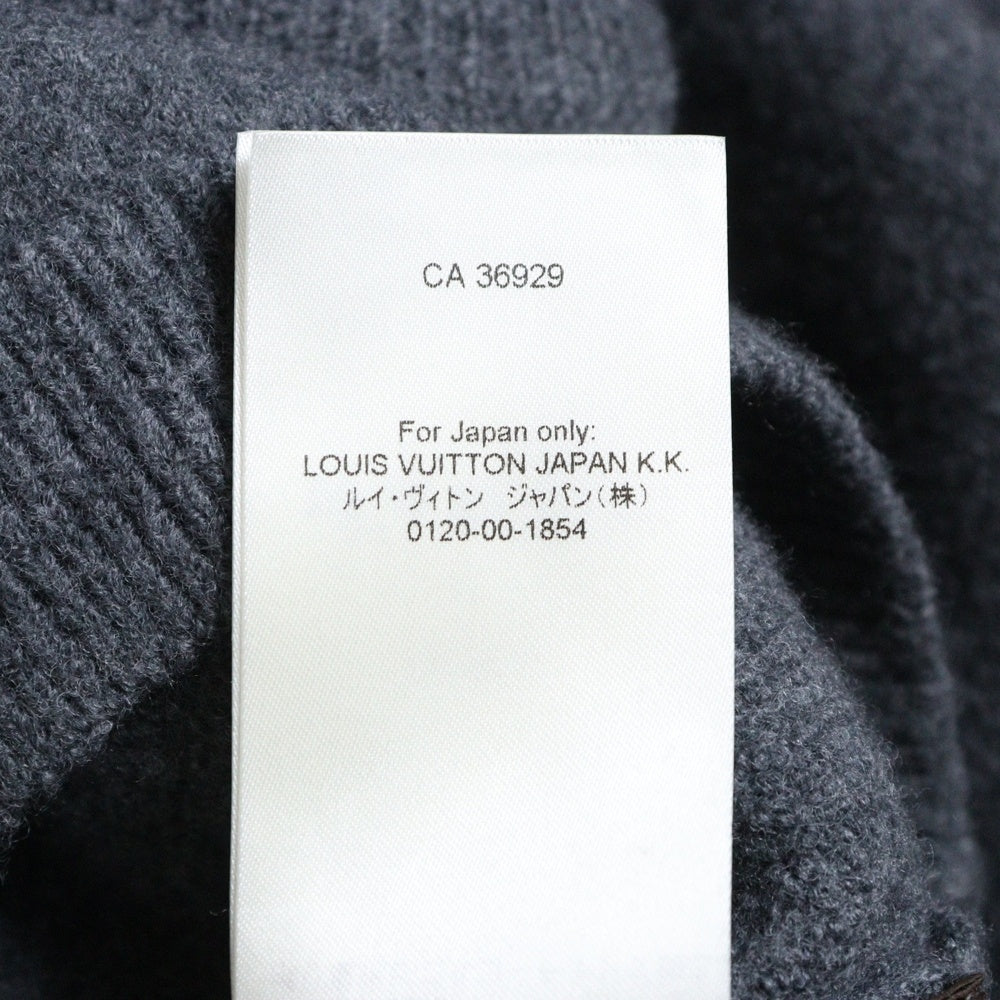 CA 36929
For Japan only:
LOUIS VUITTON JAPAN K.K.
ルイ・ヴィトン　ジャパン(株)
0120-00-1854